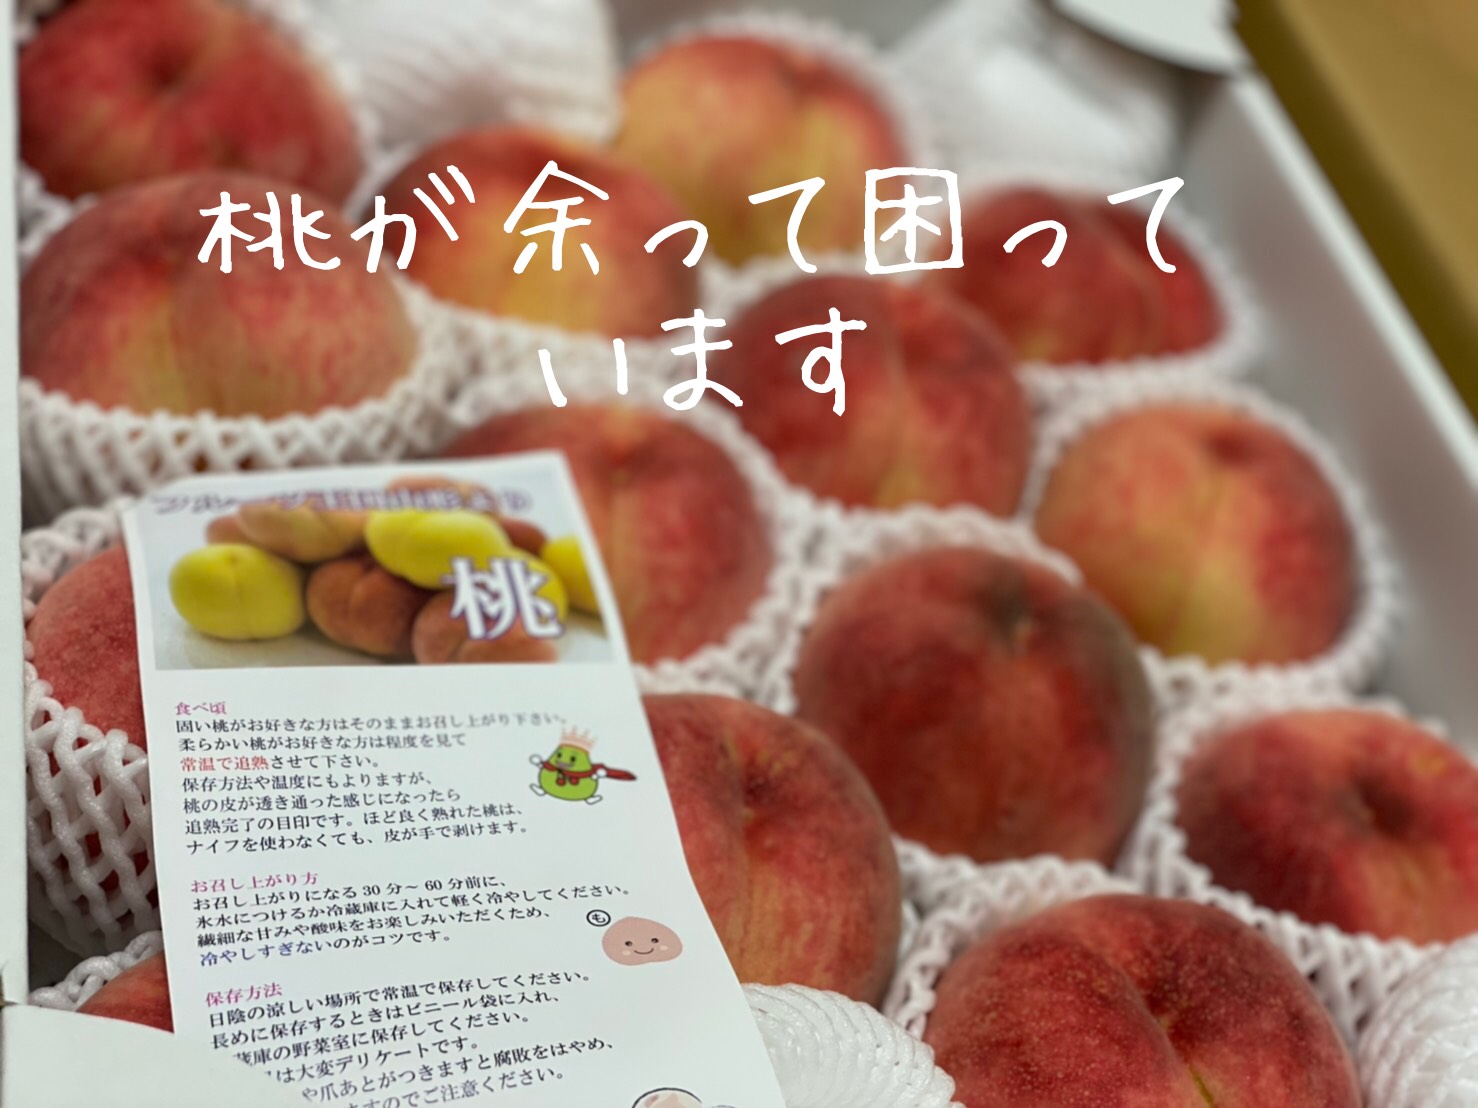 桃が余って困って
います
桃
食べ頃
固い桃がお好きな方はそのままお召し上がり下さい。
柔らかい桃がお好きな方は程度を見て
常温で追熟させて下さい。
保存方法や温度にもよりますが、
桃の皮が透き通った感じになったら
追熟完了の目印です。ほど良く熟れた桃は、
ナイフを使わなくても、皮が手で剥けます。
お召し上がり方
お召し上がりになる30分～60分前に、
氷水につけるか冷蔵庫に入れて軽く冷やしてください。
繊細な甘みや酸味をお楽しみいただくため、
冷やしすぎないのがコツです。
も
保存方法
日陰の涼しい場所で常温で保存してください。
長めに保存するときはビニール袋に入れ、
蔵庫の野菜室に保存してください。
は大変デリケートです。
や爪あとがつきますと腐敗をはやめ、
ますのでご注意ください。